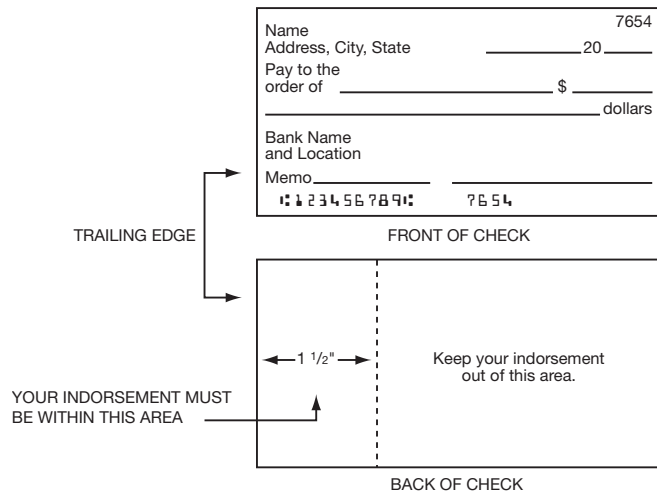 7654
Name
Address, City, State 20
Pay to the
order of $
dollars
Bank Name
and Location
Memo
⑆123456789⑆ 7654
TRAILING EDGE
FRONT OF CHECK
1 1/2"
Keep your indorsement
out of this area.
YOUR INDORSEMENT MUST
BE WITHIN THIS AREA
BACK OF CHECK